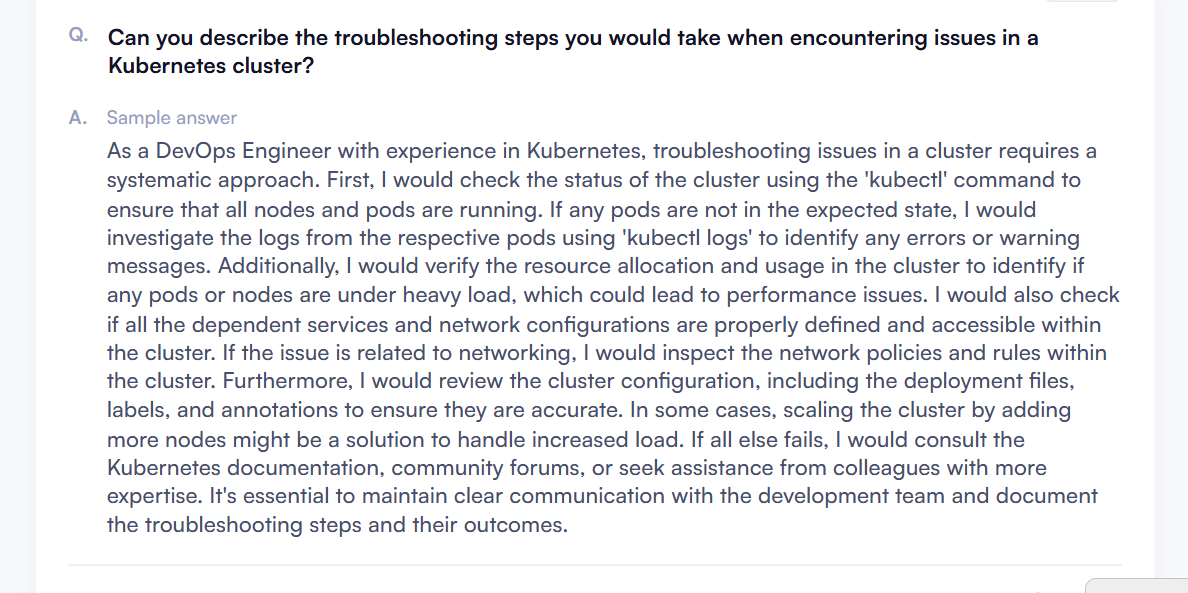 Q. Can you describe the troubleshooting steps you would take when encountering issues in a
Kubernetes cluster?
A. Sample answer
As a DevOps Engineer with experience in Kubernetes, troubleshooting issues in a cluster requires a
systematic approach. First, I would check the status of the cluster using the 'kubectl' command to
ensure that all nodes and pods are running. If any pods are not in the expected state, I would
investigate the logs from the respective pods using 'kubectl logs' to identify any errors or warning
messages. Additionally, I would verify the resource allocation and usage in the cluster to identify if
any pods or nodes are under heavy load, which could lead to performance issues. I would also check
if all the dependent services and network configurations are properly defined and accessible within
the cluster. If the issue is related to networking, I would inspect the network policies and rules within
the cluster. Furthermore, I would review the cluster configuration, including the deployment files,
labels, and annotations to ensure they are accurate. In some cases, scaling the cluster by adding
more nodes might be a solution to handle increased load. If all else fails, I would consult the
Kubernetes documentation, community forums, or seek assistance from colleagues with more
expertise. It's essential to maintain clear communication with the development team and document
the troubleshooting steps and their outcomes.